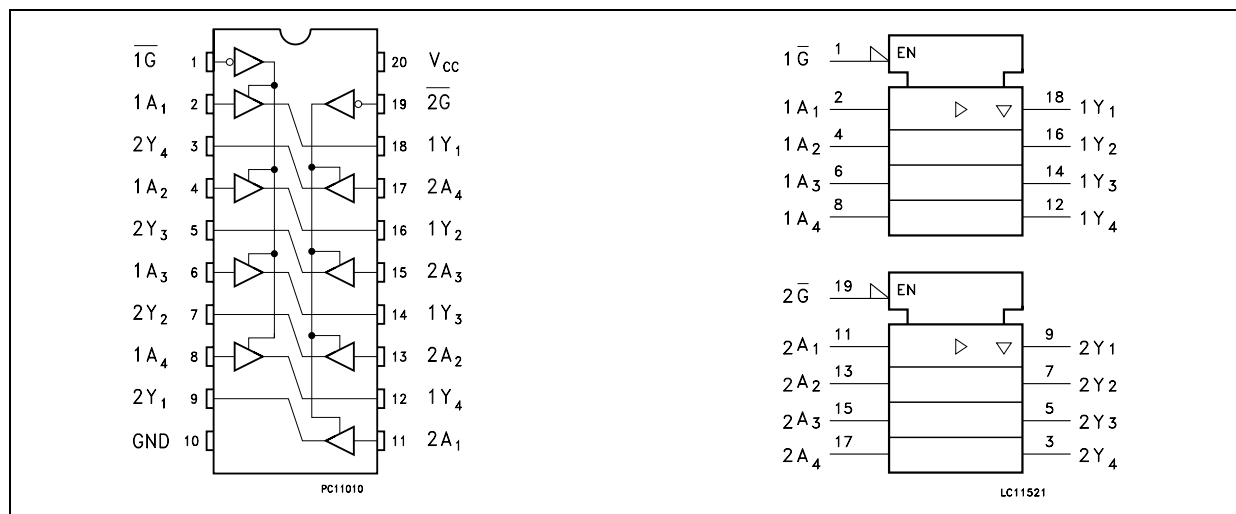 1G̅ 1 20 V_CC
1A₁ 2 19 2G̅
2Y₄ 3 18 1Y₁
1A₂ 4 17 2A₄
2Y₃ 5 16 1Y₂
1A₃ 6 15 2A₃
2Y₂ 7 14 1Y₃
1A₄ 8 13 2A₂
2Y₁ 9 12 1Y₄
GND 10 11 2A₁
PC11010
1G̅ 1 EN
1A₁ 2 18 1Y₁
1A₂ 4 16 1Y₂
1A₃ 6 14 1Y₃
1A₄ 8 12 1Y₄
2G̅ 19 EN
2A₁ 11 9 2Y₁
2A₂ 13 7 2Y₂
2A₃ 15 5 2Y₃
2A₄ 17 3 2Y₄
LC11521